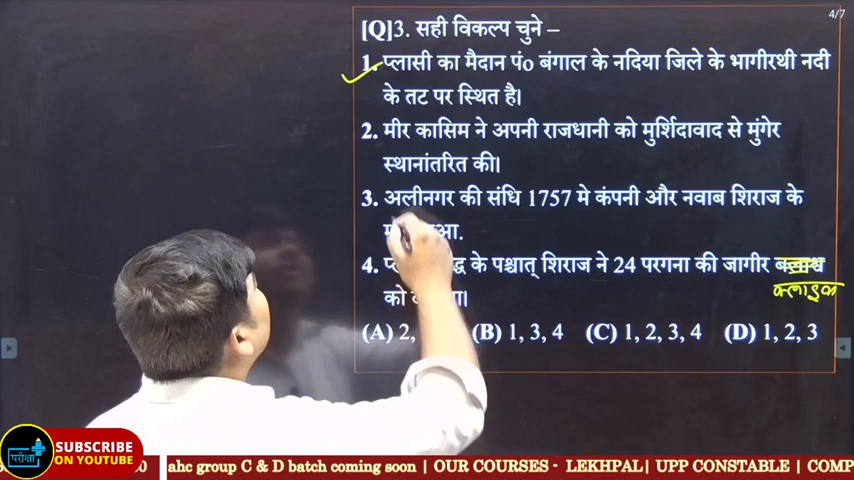 4/7
[Q]3. सही विकल्प चुने –
1. प्लासी का मैदान पं० बंगाल के नदिया जिले के भागीरथी नदी
के तट पर स्थित है।
2. मीर कासिम ने अपनी राजधानी को मुर्शिदावाद से मुंगेर
स्थानांतरित की।
3. अलीनगर की संधि 1757 मे कंपनी और नवाब शिराज के
4. के पश्चात् शिराज ने 24 परगना की जागीर
क्लाइव
को
(A) 2, (B) 1, 3, 4 (C) 1, 2, 3, 4 (D) 1, 2, 3
परीक्षा
SUBSCRIBE
ON YOUTUBE
ahc group C & D batch coming soon | OUR COURSES - LEKHPAL| UPP CONSTABLE | COMP